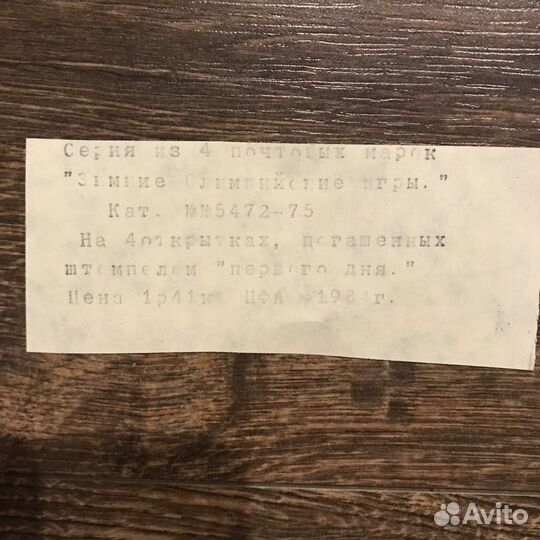 Серия из 4 почтовых марок
"Зимние Олимпийские игры."
Кат. №№5472-75
На 4открытках, погашенных
штемпелем "первого дня."
Цена 1р41к ЦФА 1984г.
Avito